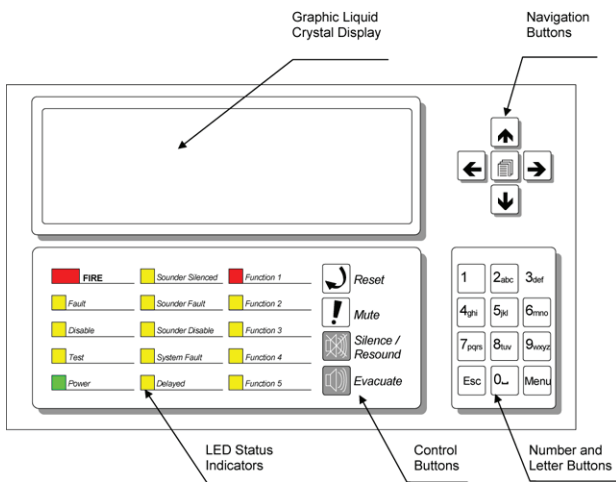 Graphic Liquid
Crystal Display
Navigation
Buttons
FIRE
Fault
Disable
Test
Power
Sounder Silenced
Sounder Fault
Sounder Disable
System Fault
Delayed
Function 1
Function 2
Function 3
Function 4
Function 5
Reset
Mute
Silence /
Resound
Evacuate
1 2abc 3def
4ghi 5jkl 6mno
7pqrs 8tuv 9wxyz
Esc 0 Menu
LED Status
Indicators
Control
Buttons
Number and
Letter Buttons